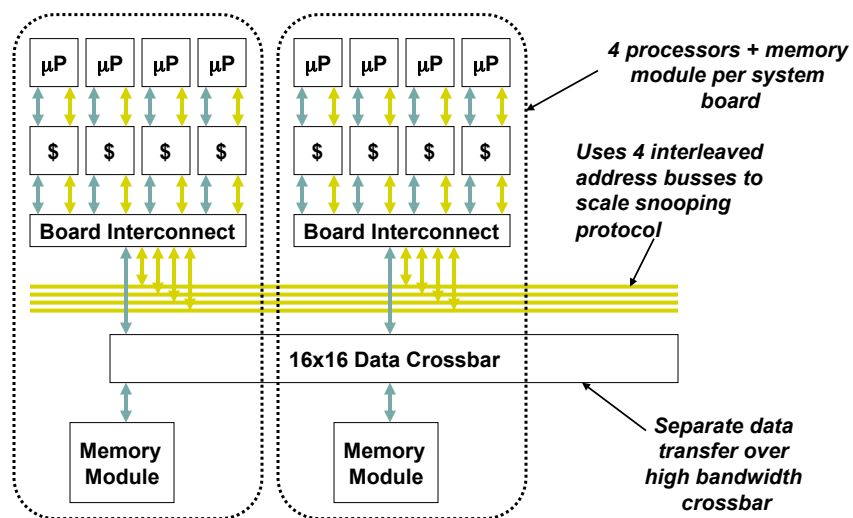 μP μP μP μP
μP μP μP μP
4 processors + memory
module per system
board
$ $ $ $
$ $ $ $
Uses 4 interleaved
address busses to
scale snooping
protocol
Board Interconnect
Board Interconnect
16x16 Data Crossbar
Memory
Module
Memory
Module
Separate data
transfer over
high bandwidth
crossbar